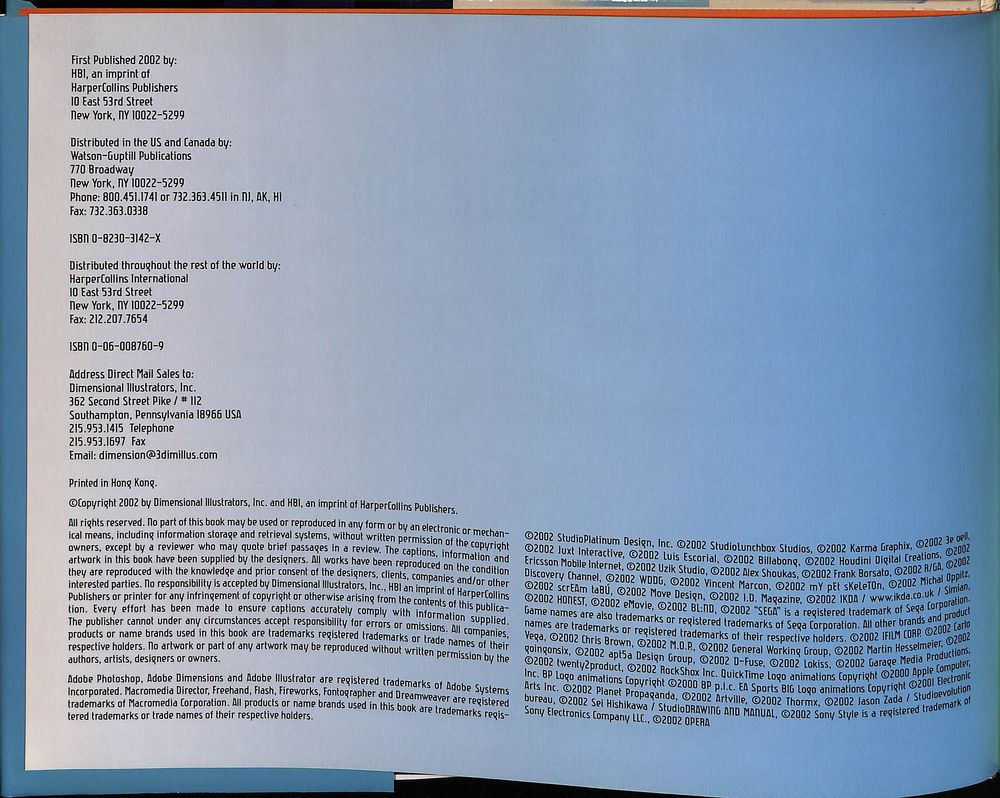 First Published 2002 by:
HBI, an imprint of
HarperCollins Publishers
10 East 53rd Street
New York, NY 10022-5299
Distributed in the US and Canada by:
Watson-Guptill Publications
770 Broadway
New York, NY 10022-5299
Phone: 800.451.1741 or 732.363.4511 in NJ, AK, HI
Fax: 732.363.0338
ISBN 0-8230-3142-X
Distributed throughout the rest of the world by:
HarperCollins International
10 East 53rd Street
New York, NY 10022-5299
Fax: 212.207.7654
ISBN 0-06-008760-9
Address Direct Mail Sales to:
Dimensional Illustrators, Inc.
362 Second Street Pike / # 112
Southampton, Pennsylvania 18966 USA
215.953.1415 Telephone
215.953.1697 Fax
Email: dimension@3dimillus.com
Printed in Hong Kong.
©Copyright 2002 by Dimensional Illustrators, Inc. and HBI, an imprint of HarperCollins Publishers.
All rights reserved. No part of this book may be used or reproduced in any form or by an electronic or mechan-
ical means, including information storage and retrieval systems, without written permission of the copyright
owners, except by a reviewer who may quote brief passages in a review. The captions, information and
artwork in this book have been supplied by the designers. All works have been reproduced on the condition
they are reproduced with the knowledge and prior consent of the designers, clients, companies and/or other
interested parties. No responsibility is accepted by Dimensional Illustrators, Inc., HBI an imprint of HarperCollins
Publishers or printer for any infringement of copyright or otherwise arising from the contents of this publica-
tion. Every effort has been made to ensure captions accurately comply with information supplied.
The publisher cannot under any circumstances accept responsibility for errors or omissions. All companies,
products or name brands used in this book are trademarks registered trademarks or trade names of their
respective holders. No artwork or part of any artwork may be reproduced without written permission by the
authors, artists, designers or owners.
Adobe Photoshop, Adobe Dimensions and Adobe Illustrator are registered trademarks of Adobe Systems
Incorporated. Macromedia Director, Freehand, Flash, Fireworks, Fontographer and Dreamweaver are registered
trademarks of Macromedia Corporation. All products or name brands used in this book are trademarks regis-
tered trademarks or trade names of their respective holders.
©2002 StudioPlatinum Design, Inc. ©2002 StudioLunchbox Studios, ©2002 Karma Graphix, ©2002 3e oeil,
©2002 Juxt Interactive, ©2002 Luis Escorial, ©2002 Billabong, ©2002 Houdini Digital Creations, ©2002
Ericsson Mobile Internet, ©2002 Uzik Studio, ©2002 Alex Shoukas, ©2002 Frank Borsato, ©2002 R/GA, ©2002
Discovery Channel, ©2002 WDDG, ©2002 Vincent Marcon, ©2002 mY pEt sKeLeTOn, ©2002 Michal Oppitz,
©2002 scrEAm taBU, ©2002 Move Design, ©2002 I.D. Magazine, ©2002 IKDA / www.ikda.co.uk / Simian,
©2002 HONEST, ©2002 eMovie, ©2002 BL:ND, ©2002 "SEGA" is a registered trademark of Sega Corporation.
Game names are also trademarks or registered trademarks of Sega Corporation. All other brands and product
names are trademarks or registered trademarks of their respective holders. ©2002 IFILM CORP. ©2002 Carlo
Vega, ©2002 Chris Brown, ©2002 M.O.P., ©2002 General Working Group, ©2002 Martin Hesselmeier, ©2002
goingonsix, ©2002 apt5a Design Group, ©2002 D-Fuse, ©2002 Lokiss, ©2002 Garage Media Productions,
©2002 twenty2product, ©2002 RockShox Inc. QuickTime Logo animations Copyright ©2000 Apple Computer,
Inc. BP Logo animations Copyright ©2000 BP p.l.c. EA Sports BIG Logo animations Copyright ©2001 Electronic
Arts Inc. ©2002 Planet Propaganda, ©2002 Artville, ©2002 Thormx, ©2002 Jason Zada / Studioevolution
bureau, ©2002 Sei Hishikawa / StudioDRAWING AND MANUAL, ©2002 Sony Style is a registered trademark of
Sony Electronics Company LLC., ©2002 OPERA